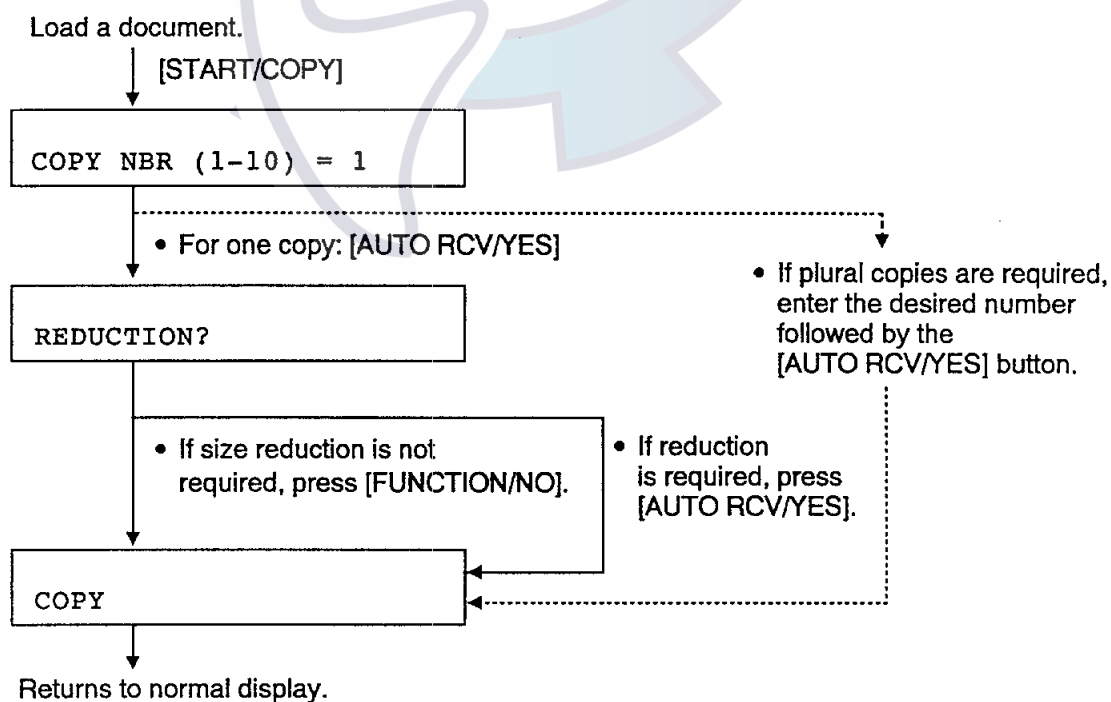 Load a document.
[START/COPY]
COPY NBR (1-10) = 1
• For one copy: [AUTO RCV/YES]
• If plural copies are required,
enter the desired number
followed by the
[AUTO RCV/YES] button.
REDUCTION?
• If size reduction is not
required, press [FUNCTION/NO].
• If reduction
is required, press
[AUTO RCV/YES].
COPY
Returns to normal display.